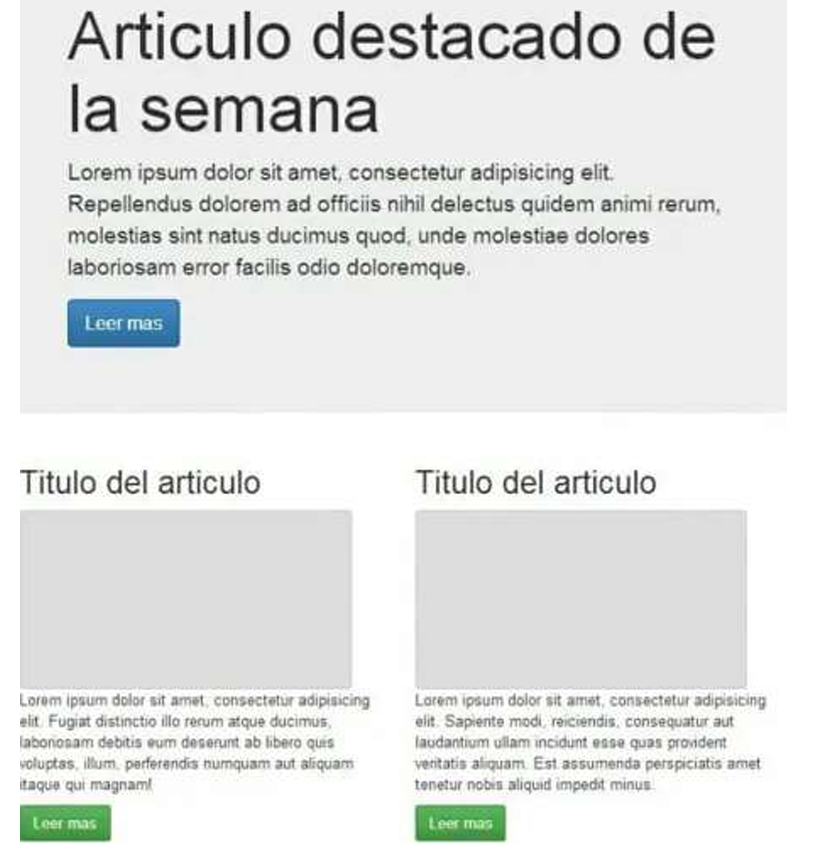 Articulo destacado de
la semana
Lorem ipsum dolor sit amet, consectetur adipisicing elit.
Repellendus dolorem ad officiis nihil delectus quidem animi rerum,
molestias sint natus ducimus quod, unde molestiae dolores
laboriosam error facilis odio doloremque.
Leer mas
Titulo del articulo
Lorem ipsum dolor sit amet, consectetur adipisicing
elit. Fugiat distinctio illo rerum atque ducimus,
laboriosam debitis eum deserunt ab libero quis
voluptas, illum, perferendis numquam aut aliquam
itaque qui magnam!
Leer mas
Titulo del articulo
Lorem ipsum dolor sit amet, consectetur adipisicing
elit. Sapiente modi, reiciendis, consequatur aut
laudantium ullam incidunt esse quas provident
veritatis aliquam. Est assumenda perspiciatis amet
tenetur nobis aliquid impedit minus.
Leer mas